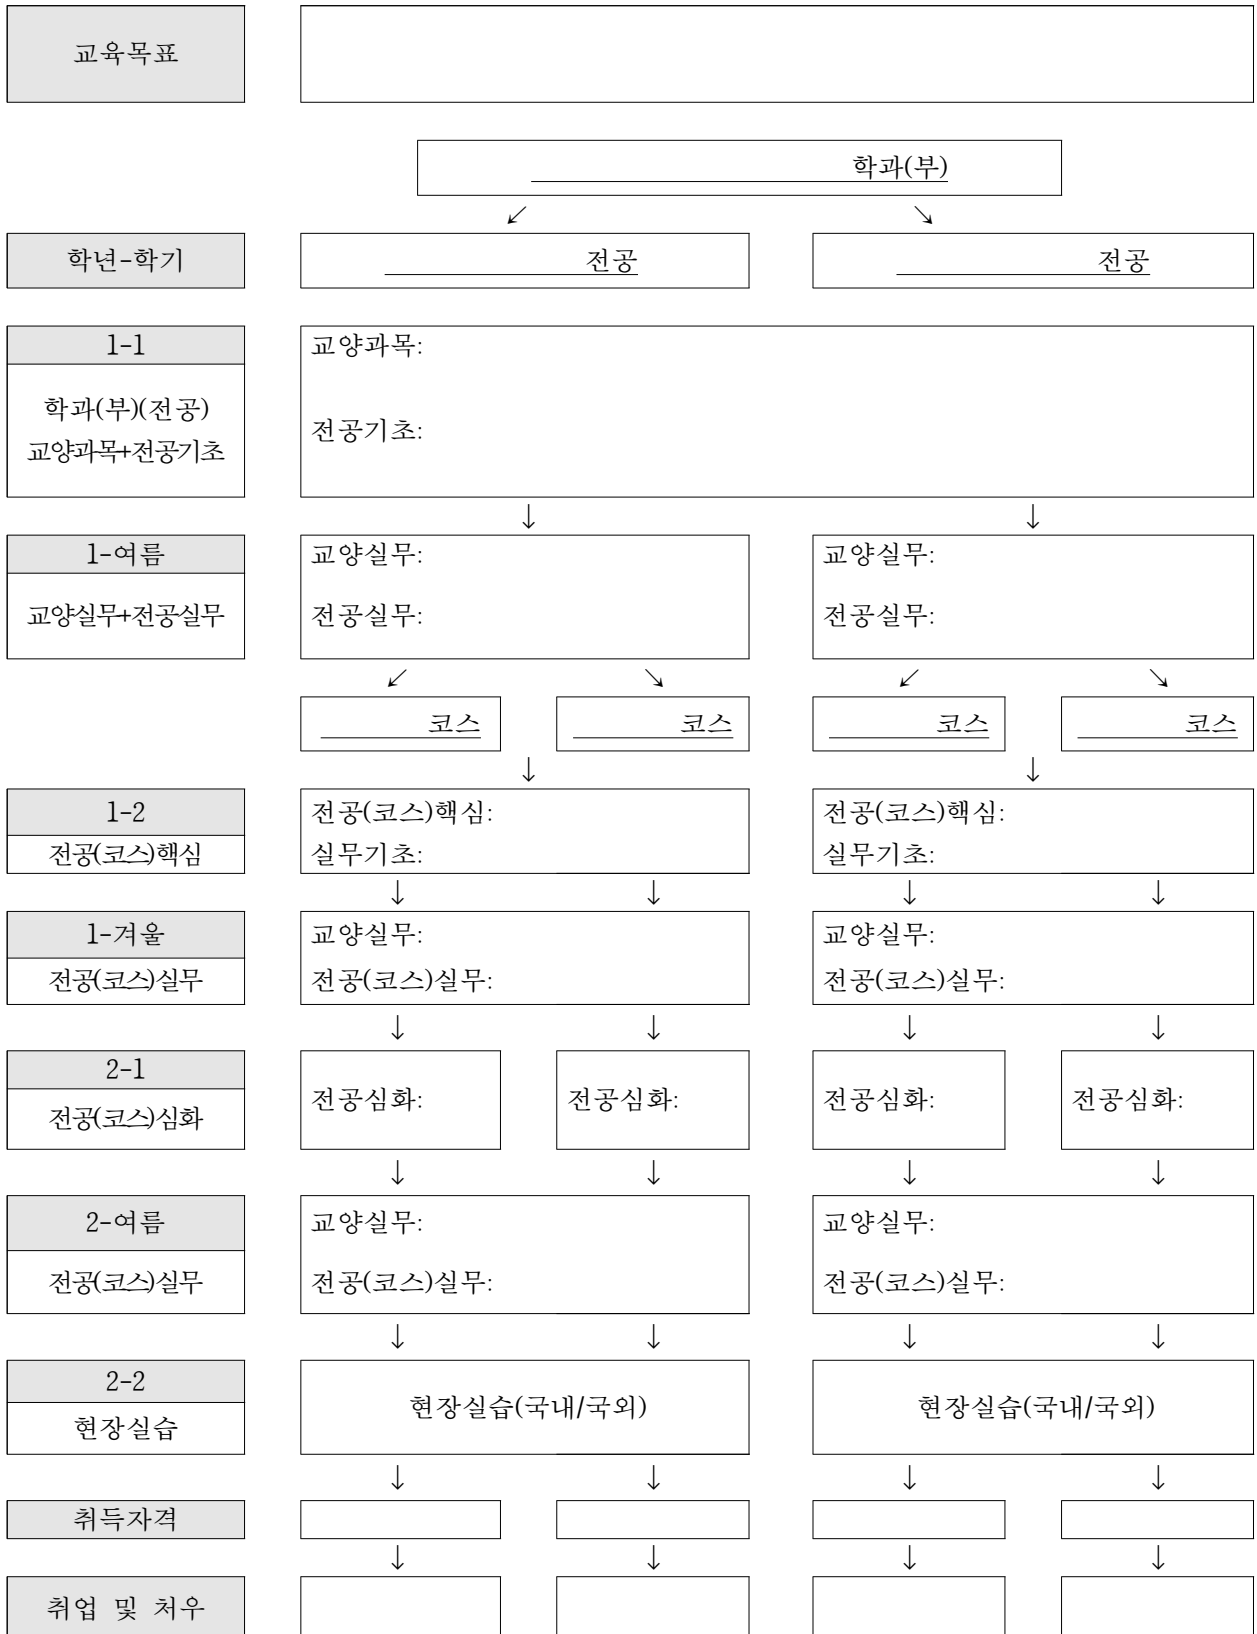 교육목표
학과(부)
학년-학기
전공
전공
1-1
교양과목:
학과(부)(전공)
전공기초:
교양과목+전공기초
↓ ↓
1-여름
교양실무:
교양실무:
교양실무+전공실무
전공실무:
전공실무:
코스
코스
코스
코스
1-2
전공(코스)핵심:
전공(코스)핵심:
전공(코스)핵심
실무기초:
실무기초:
1-겨울
교양실무:
교양실무:
전공(코스)실무
전공(코스)실무:
전공(코스)실무:
2-1
전공(코스)심화
전공심화:
전공심화:
전공심화:
전공심화:
2-여름
교양실무:
교양실무:
전공(코스)실무
전공(코스)실무:
전공(코스)실무:
2-2
현장실습
현장실습(국내/국외)
현장실습(국내/국외)
취득자격
취업 및 처우